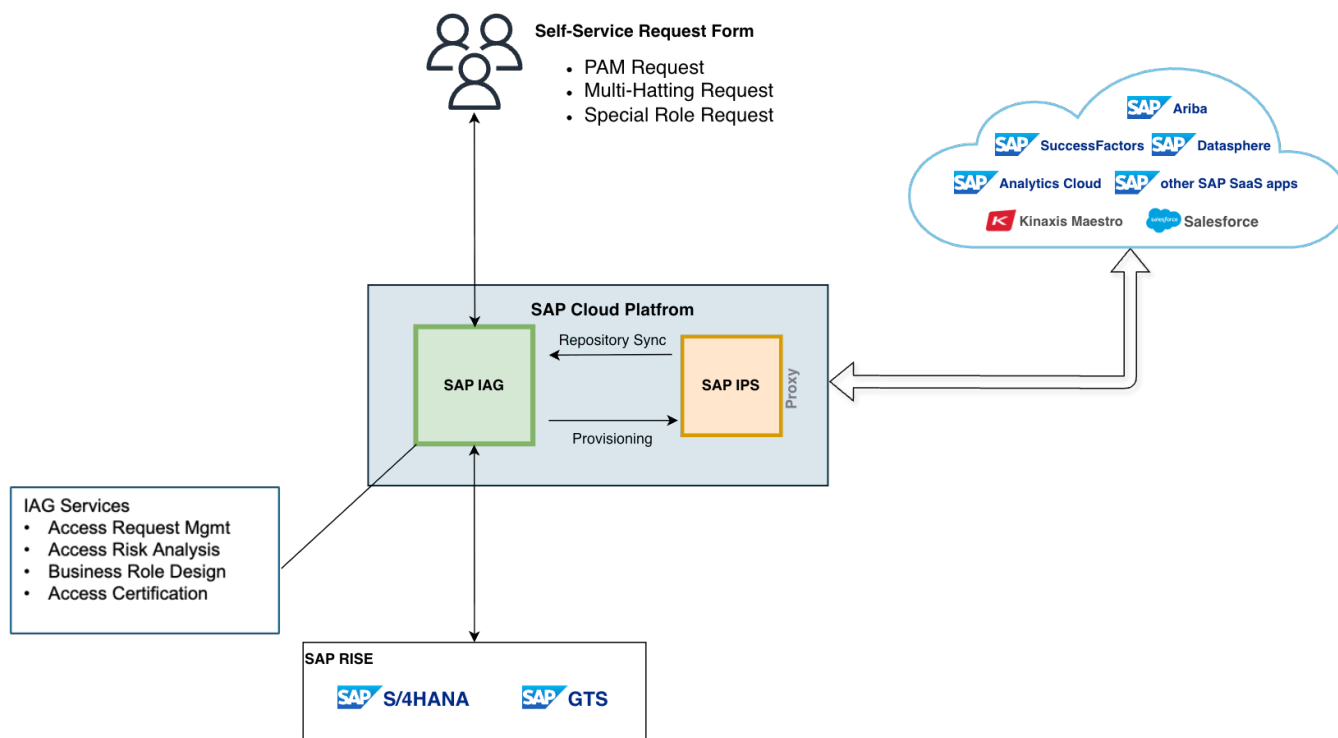 Self-Service Request Form
• PAM Request
• Multi-Hatting Request
• Special Role Request
SAP Ariba
SAP SuccessFactors SAP Datasphere
SAP Analytics Cloud SAP other SAP SaaS apps
K Kinaxis Maestro salesforce Salesforce
SAP Cloud Platfrom
Repository Sync
SAP IAG
SAP IPS
Proxy
Provisioning
IAG Services
• Access Request Mgmt
• Access Risk Analysis
• Business Role Design
• Access Certification
SAP RISE
SAP S/4HANA SAP GTS